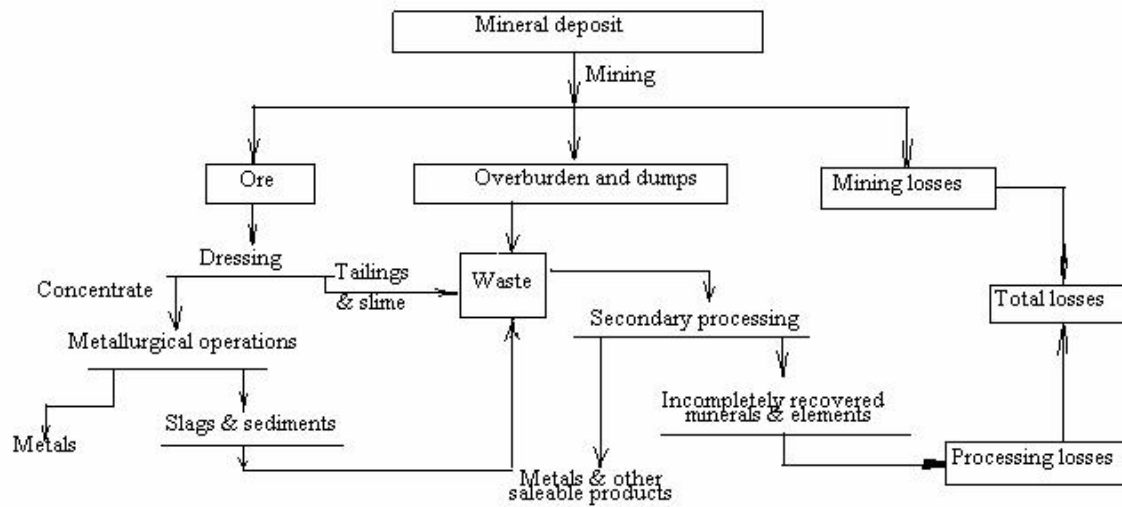 Mineral deposit
Mining
Ore
Overburden and dumps
Mining losses
Dressing
Concentrate
Tailings
& slime
Waste
Total losses
Secondary processing
Metallurgical operations
Incompletely recovered
minerals & elements
Slags & sediments
Metals
Metals & other
saleable products
Processing losses